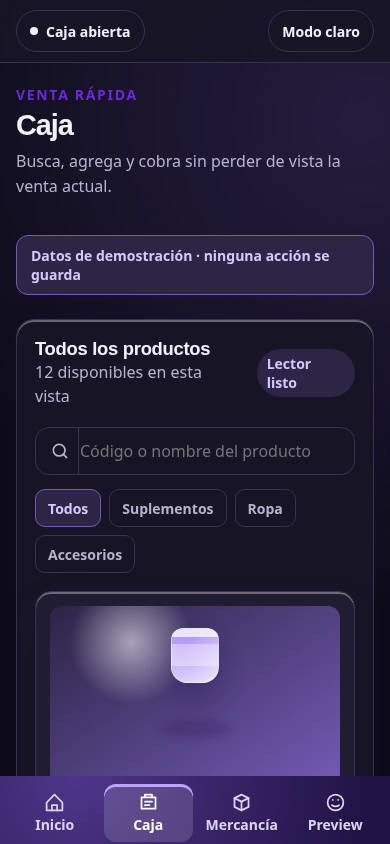 Caja abierta
Modo claro
VENTA RÁPIDA
Caja
Busca, agrega y cobra sin perder de vista la
venta actual.
Datos de demostración · ninguna acción se
guarda
Todos los productos
12 disponibles en esta
vista
Lector
listo
Código o nombre del producto
Todos
Suplementos
Ropa
Accesorios
Inicio
Caja
Mercancía
Preview